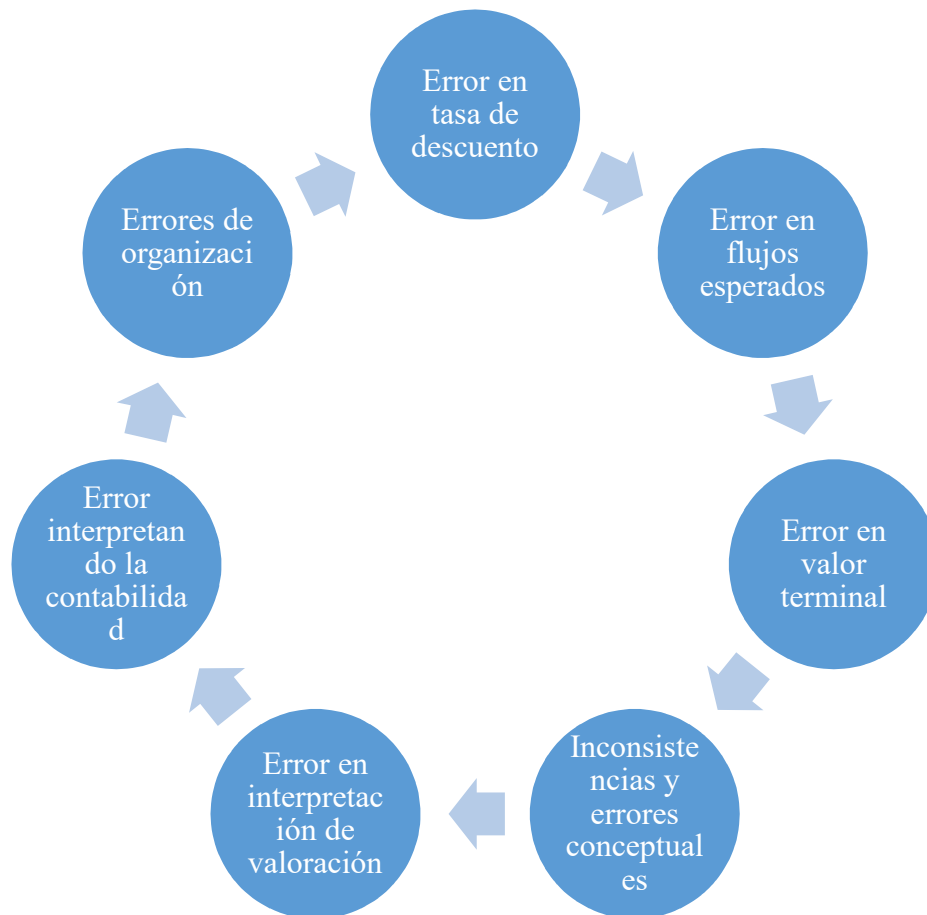 Error en
tasa de
descuento
Error en
flujos
esperados
Error en
valor
terminal
Inconsiste
ncias y
errores
conceptual
es
Error en
interpretac
ión de
valoración
Error
interpretan
do la
contabilida
d
Errores de
organizaci
ón